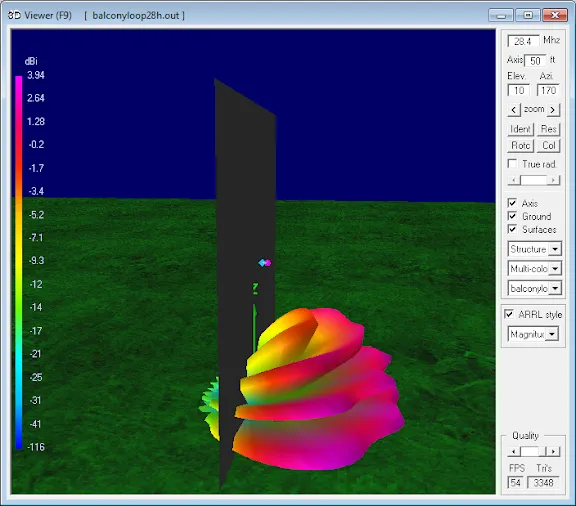 3D Viewer (F9) [ balconyloop28h.out ]
dBi
3.94
2.64
1.28
-0.2
-1.7
-3.4
-5.2
-7.1
-9.3
-11
-14
-17
-21
-25
-31
-41
-116
28.4 Mhz
Axis 50 ft
Elev. Azi.
10 170
< zoom >
Ident Res
Rotc Col
True rad.
Axis
Ground
Surfaces
Structure
Multi-colo
balconylo
ARRL style
Magnitu
Quality
FPS Tri's
54 3348